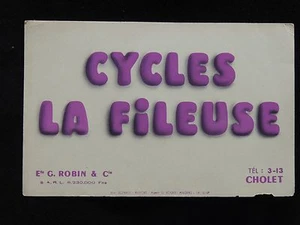 CYCLES
LA FiLEUSE
Ets G. ROBIN & Cie
TÉL : 3-13
CHOLET